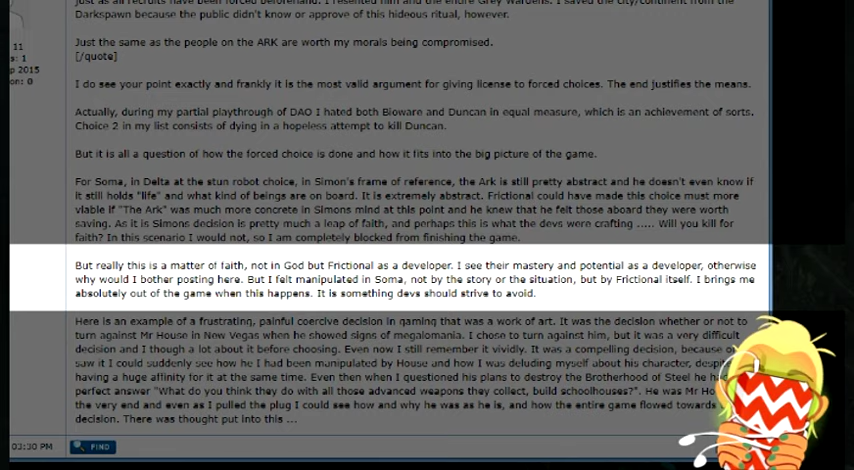 just as all recruits have been forced beforehand. I resented him and the entire Grey Wardens. I saved the city/continent from the
Darkspawn because the public didn't know or approve of this hideous ritual, however.
Just the same as the people on the ARK are worth my morals being compromised.
[/quote]
11
s: 1
p 2015
on: 0
I do see your point exactly and frankly it is the most valid argument for giving license to forced choices. The end justifies the means.
Actually, during my partial playthrough of DAO I hated both Bioware and Duncan in equal measure, which is an achievement of sorts.
Choice 2 in my list consists of dying in a hopeless attempt to kill Duncan.
But it is all a question of how the forced choice is done and how it fits into the big picture of the game.
For Soma, in Delta at the stun robot choice, in Simon's frame of reference, the Ark is still pretty abstract and he doesn't even know if
it still holds "life" and what kind of beings are on board. It is extremely abstract. Frictional could have made this choice must more
viable if "The Ark" was much more concrete in Simons mind at this point and he knew that he felt those aboard they were worth
saving. As it is Simons decision is pretty much a leap of faith, and perhaps this is what the devs were crafting ..... Will you kill for
faith? In this scenario I would not, so I am completely blocked from finishing the game.
But really this is a matter of faith, not in God but Frictional as a developer. I see their mastery and potential as a developer, otherwise
why would I bother posting here. But I felt manipulated in Soma, not by the story or the situation, but by Frictional itself. I brings me
absolutely out of the game when this happens. It is something devs should strive to avoid.
Here is an example of a frustrating, painful coercive decision in gaming that was a work of art. It was the decision whether or not to
turn against Mr House in New Vegas when he showed signs of megalomania. I chose to turn against him, but it was a very difficult
decision and I though a lot about it before choosing. Even now I still remember it vividly. It was a compelling decision, because
saw it I could suddenly see how he I had been manipulated by House and how I was deluding myself about his character,
having a huge affinity for it at the same time. Even then when I questioned his plans to destroy the Brotherhood of Steel he
perfect answer "What do you think they do with all those advanced weapons they collect, build schoolhouses?". He was Mr
the very end and even as I pulled the plug I could see how and why he was as he is, and how the entire game flowed towards
decision. There was thought put into this ...
03:30 PM
FIND